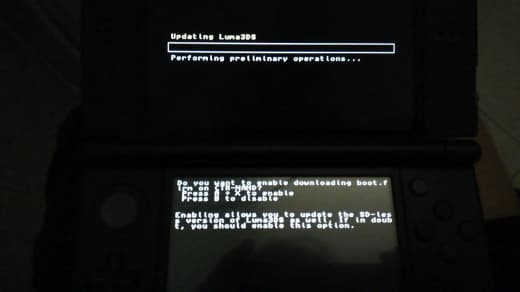 Updating Luma3DS
Performing preliminary operations...
Do you want to enable downloading boot.f
irm on CTR-NAND?
Press A + X to enable
Press B to disable
Enabling allows you to update the SD-les
s version of Luma3DS as well, if in doub
t, you should enable this option.